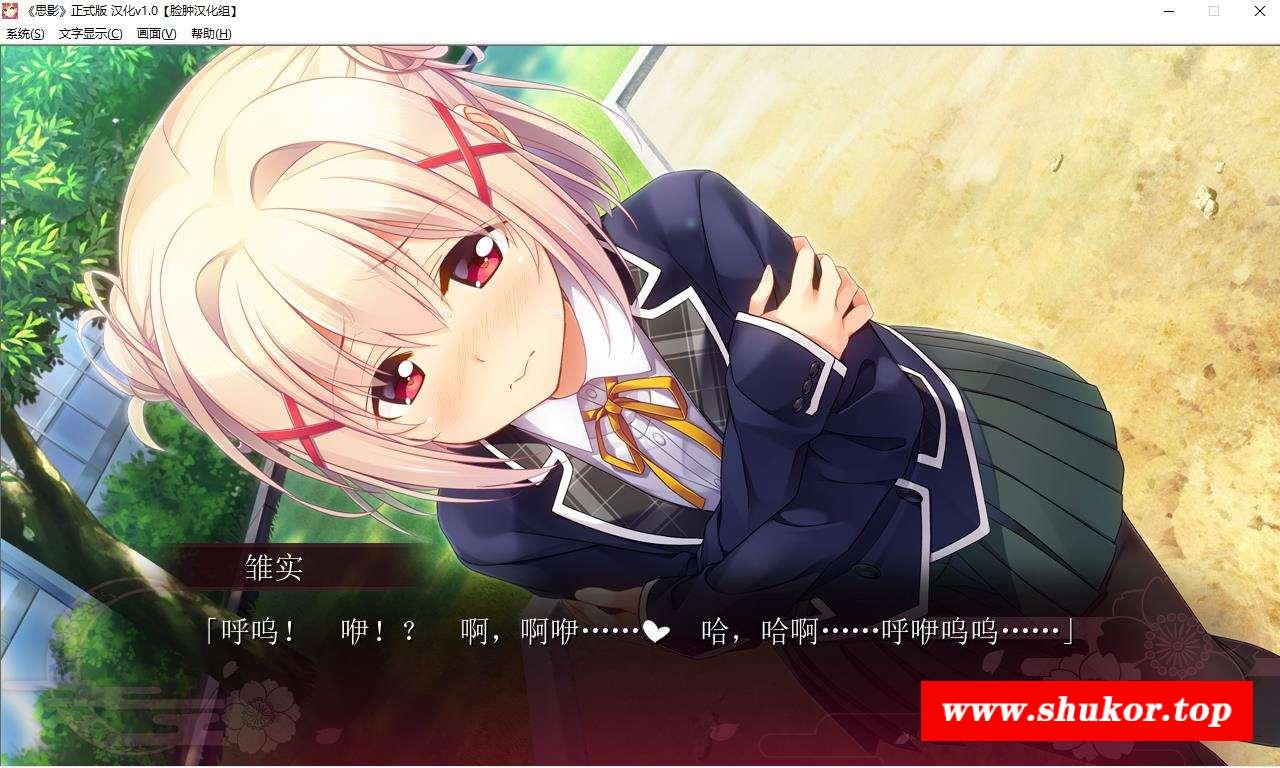 《思影》正式版 汉化v1.0【脸肿汉化组】
系统(S) 文字显示(C) 画面(V) 帮助(H)
雏实
「呼呜！ 咿！？ 啊，啊咿……♥ 哈，哈啊……呼咿呜呜……」
www.shukor.top